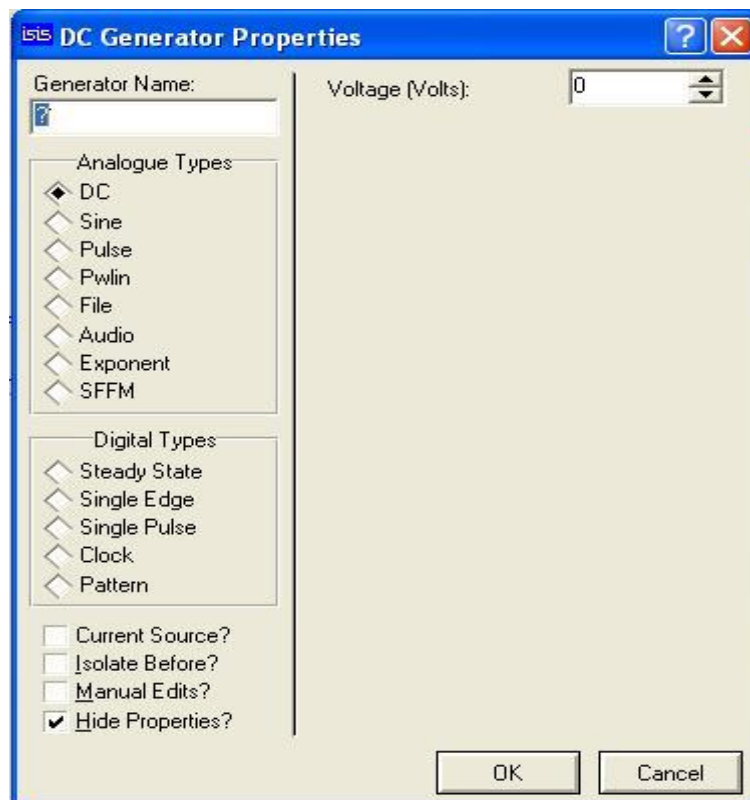 isis DC Generator Properties
?
Generator Name:
?
Analogue Types
DC
Sine
Pulse
Pwlin
File
Audio
Exponent
SFFM
Digital Types
Steady State
Single Edge
Single Pulse
Clock
Pattern
Current Source?
Isolate Before?
Manual Edits?
Hide Properties?
Voltage (Volts):
0
OK
Cancel